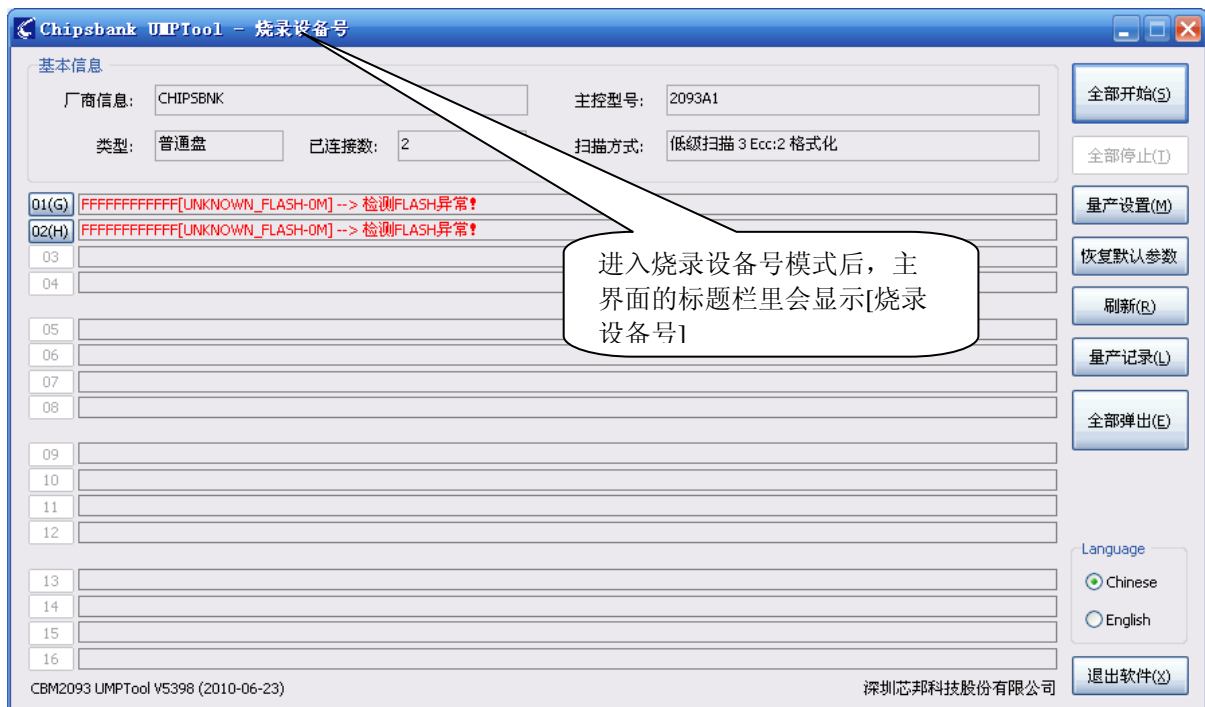 Chipsbank UMPTool - 烧录设备号
基本信息
厂商信息: CHIPSBNK 主控型号: 2093A1
类型: 普通盘 已连接数: 2 扫描方式: 低级扫描 3 Ecc:2 格式化
全部开始(S)
全部停止(T)
量产设置(M)
恢复默认参数
刷新(R)
量产记录(L)
全部弹出(E)
01(G) FFFFFFFFFFFF[UNKNOWN_FLASH-0M] --> 检测FLASH异常!
02(H) FFFFFFFFFFFF[UNKNOWN_FLASH-0M] --> 检测FLASH异常!
03
04
05
06
07
08
09
10
11
12
13
14
15
16
进入烧录设备号模式后，主
界面的标题栏里会显示[烧录
设备号]
Language
Chinese
English
退出软件(X)
CBM2093 UMPTool V5398 (2010-06-23) 深圳芯邦科技股份有限公司